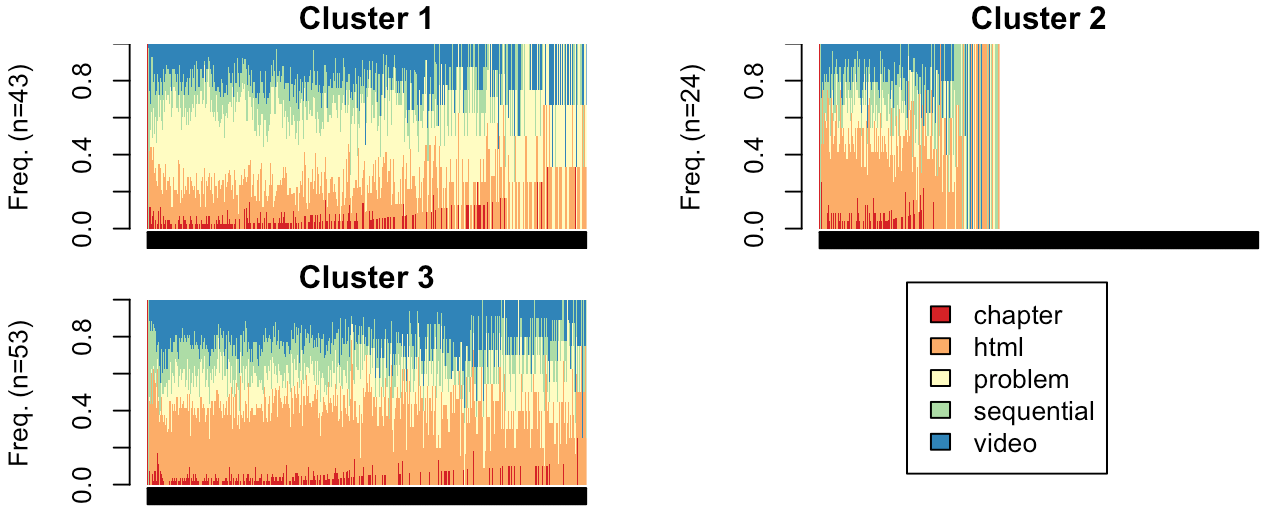 Cluster 1
Freq. (n=43)
0.0 0.4 0.8
Cluster 2
Freq. (n=24)
0.0 0.4 0.8
Cluster 3
Freq. (n=53)
0.0 0.4 0.8
chapter
html
problem
sequential
video